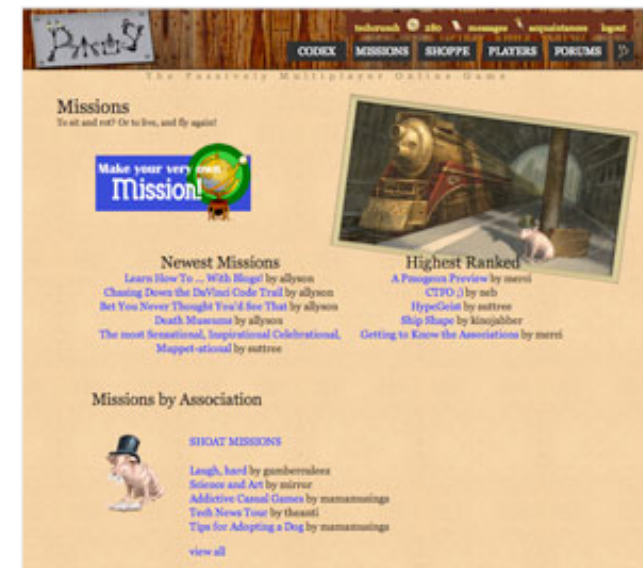 PMOG
techcrunch 280 messages acquaintances logout
CODEX MISSIONS SHOPPE PLAYERS FORUMS
The Passively Multiplayer Online Game
Missions
To sit and rot? Or to live, and fly again!
Make your very own
Mission!
Newest Missions
Learn How To ... With Blogs! by allyson
Chasing Down the DaVinci Code Trail by allyson
Bet You Never Thought You'd See That by allyson
Death Museums by allyson
The most Sensational, Inspirational Celebrational,
Muppet-ational by suttree
Highest Ranked
A Pmogeon Preview by merci
CTFO ;) by neb
HypeGeist by suttree
Ship Shape by kinojabber
Getting to Know the Associations by merci
Missions by Association
SHOAT MISSIONS
Laugh, hard by
Science and Art by mirror
Addictive Casual Games by mamamusings
Tech News Tour by theanti
Tips for Adopting a Dog by mamamusings
view all